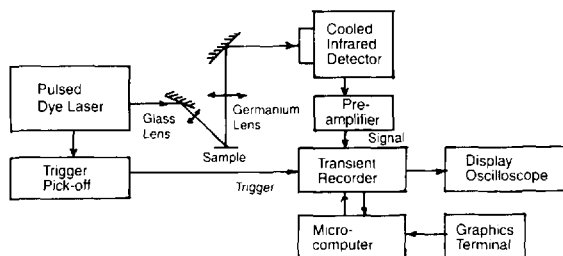 Cooled
Infrared
Detector
Pulsed
Dye Laser
Glass
Lens
Germanium
Lens
Pre-
amplifier
Signal
Sample
Trigger
Pick-off
Trigger
Transient
Recorder
Display
Oscilloscope
Micro-
computer
Graphics
Terminal